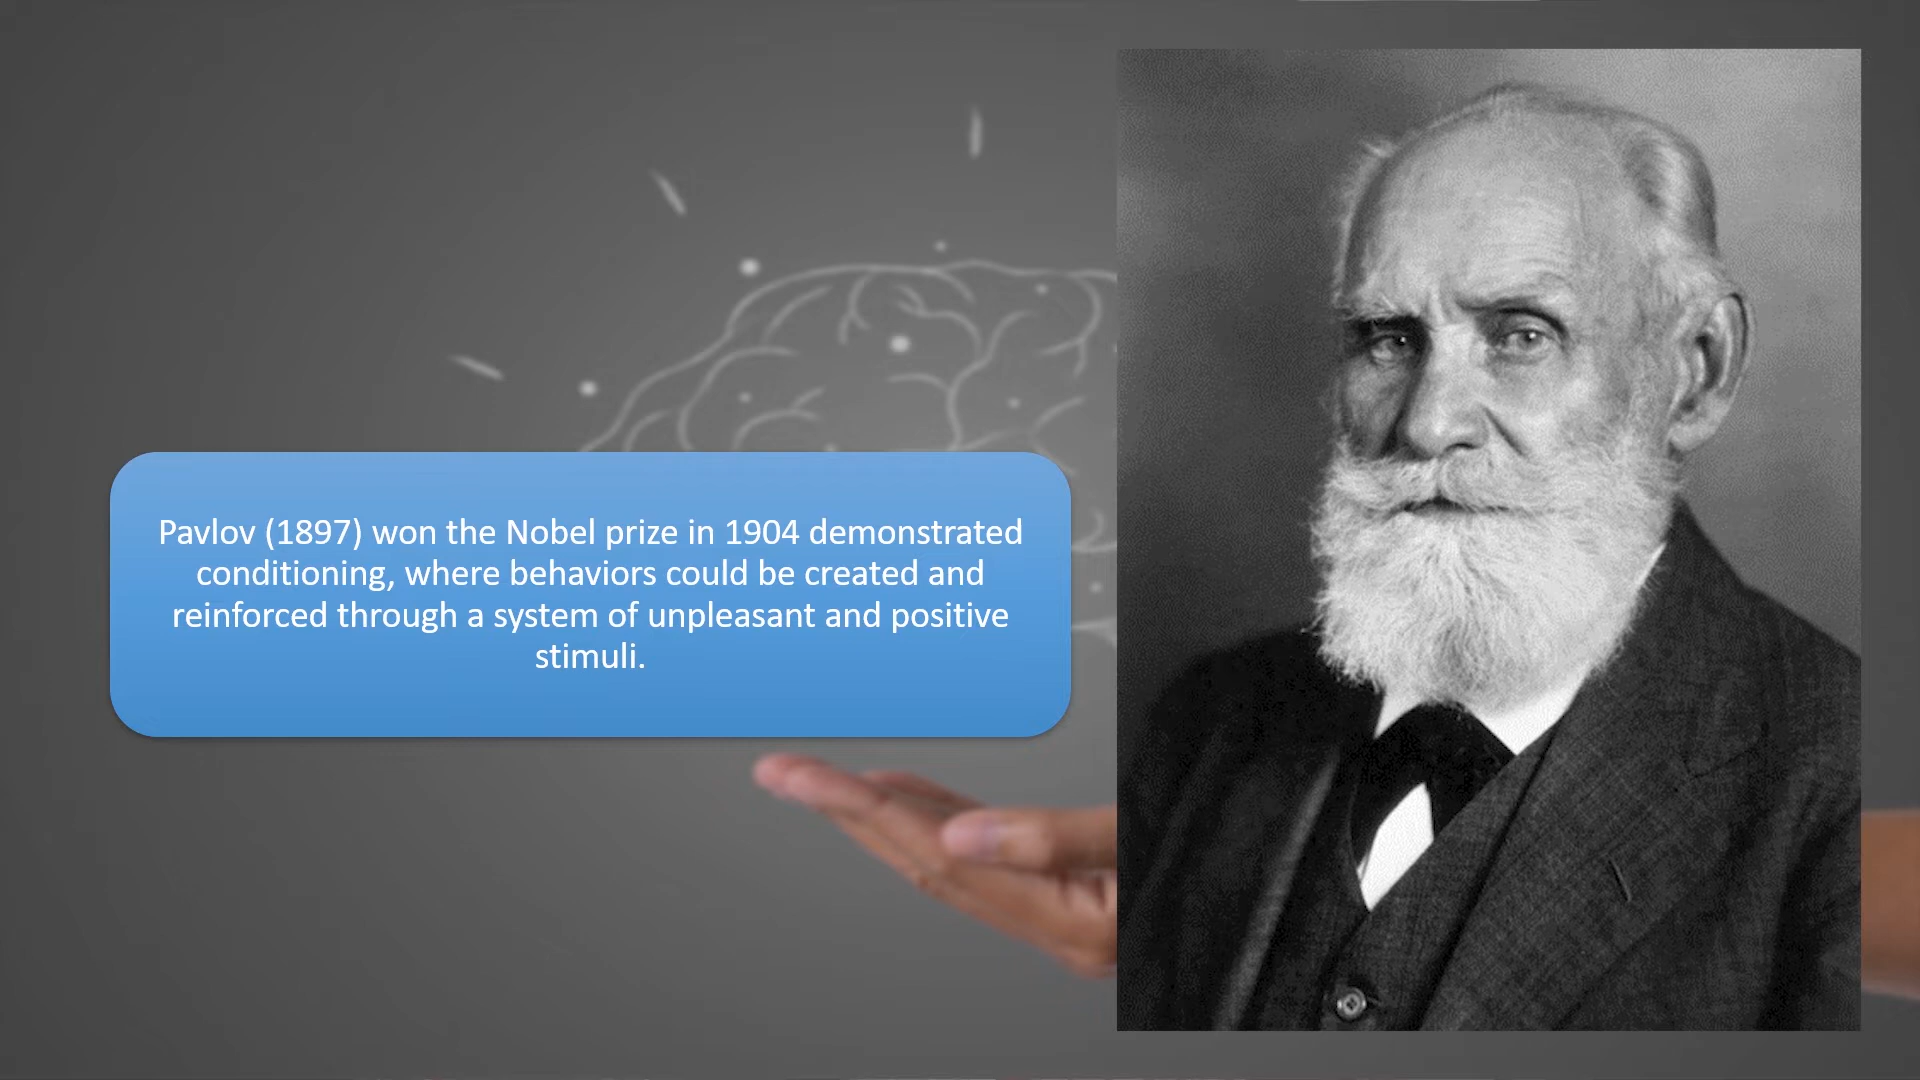 Pavlov (1897) won the Nobel prize in 1904 demonstrated
conditioning, where behaviors could be created and
reinforced through a system of unpleasant and positive
stimuli.